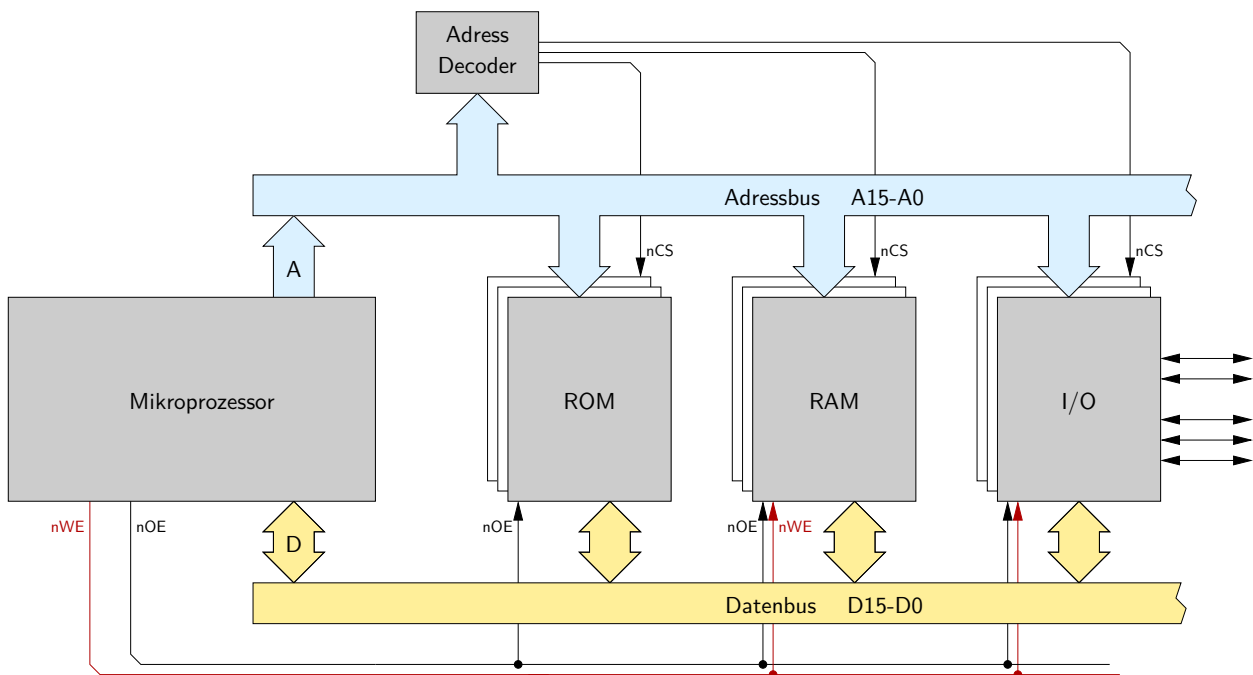 Adress
Decoder
Adressbus A15-A0
nCS
nCS
nCS
A
Mikroprozessor
ROM
RAM
I/O
nWE
nOE
D
nOE
nOE
nWE
Datenbus D15-D0